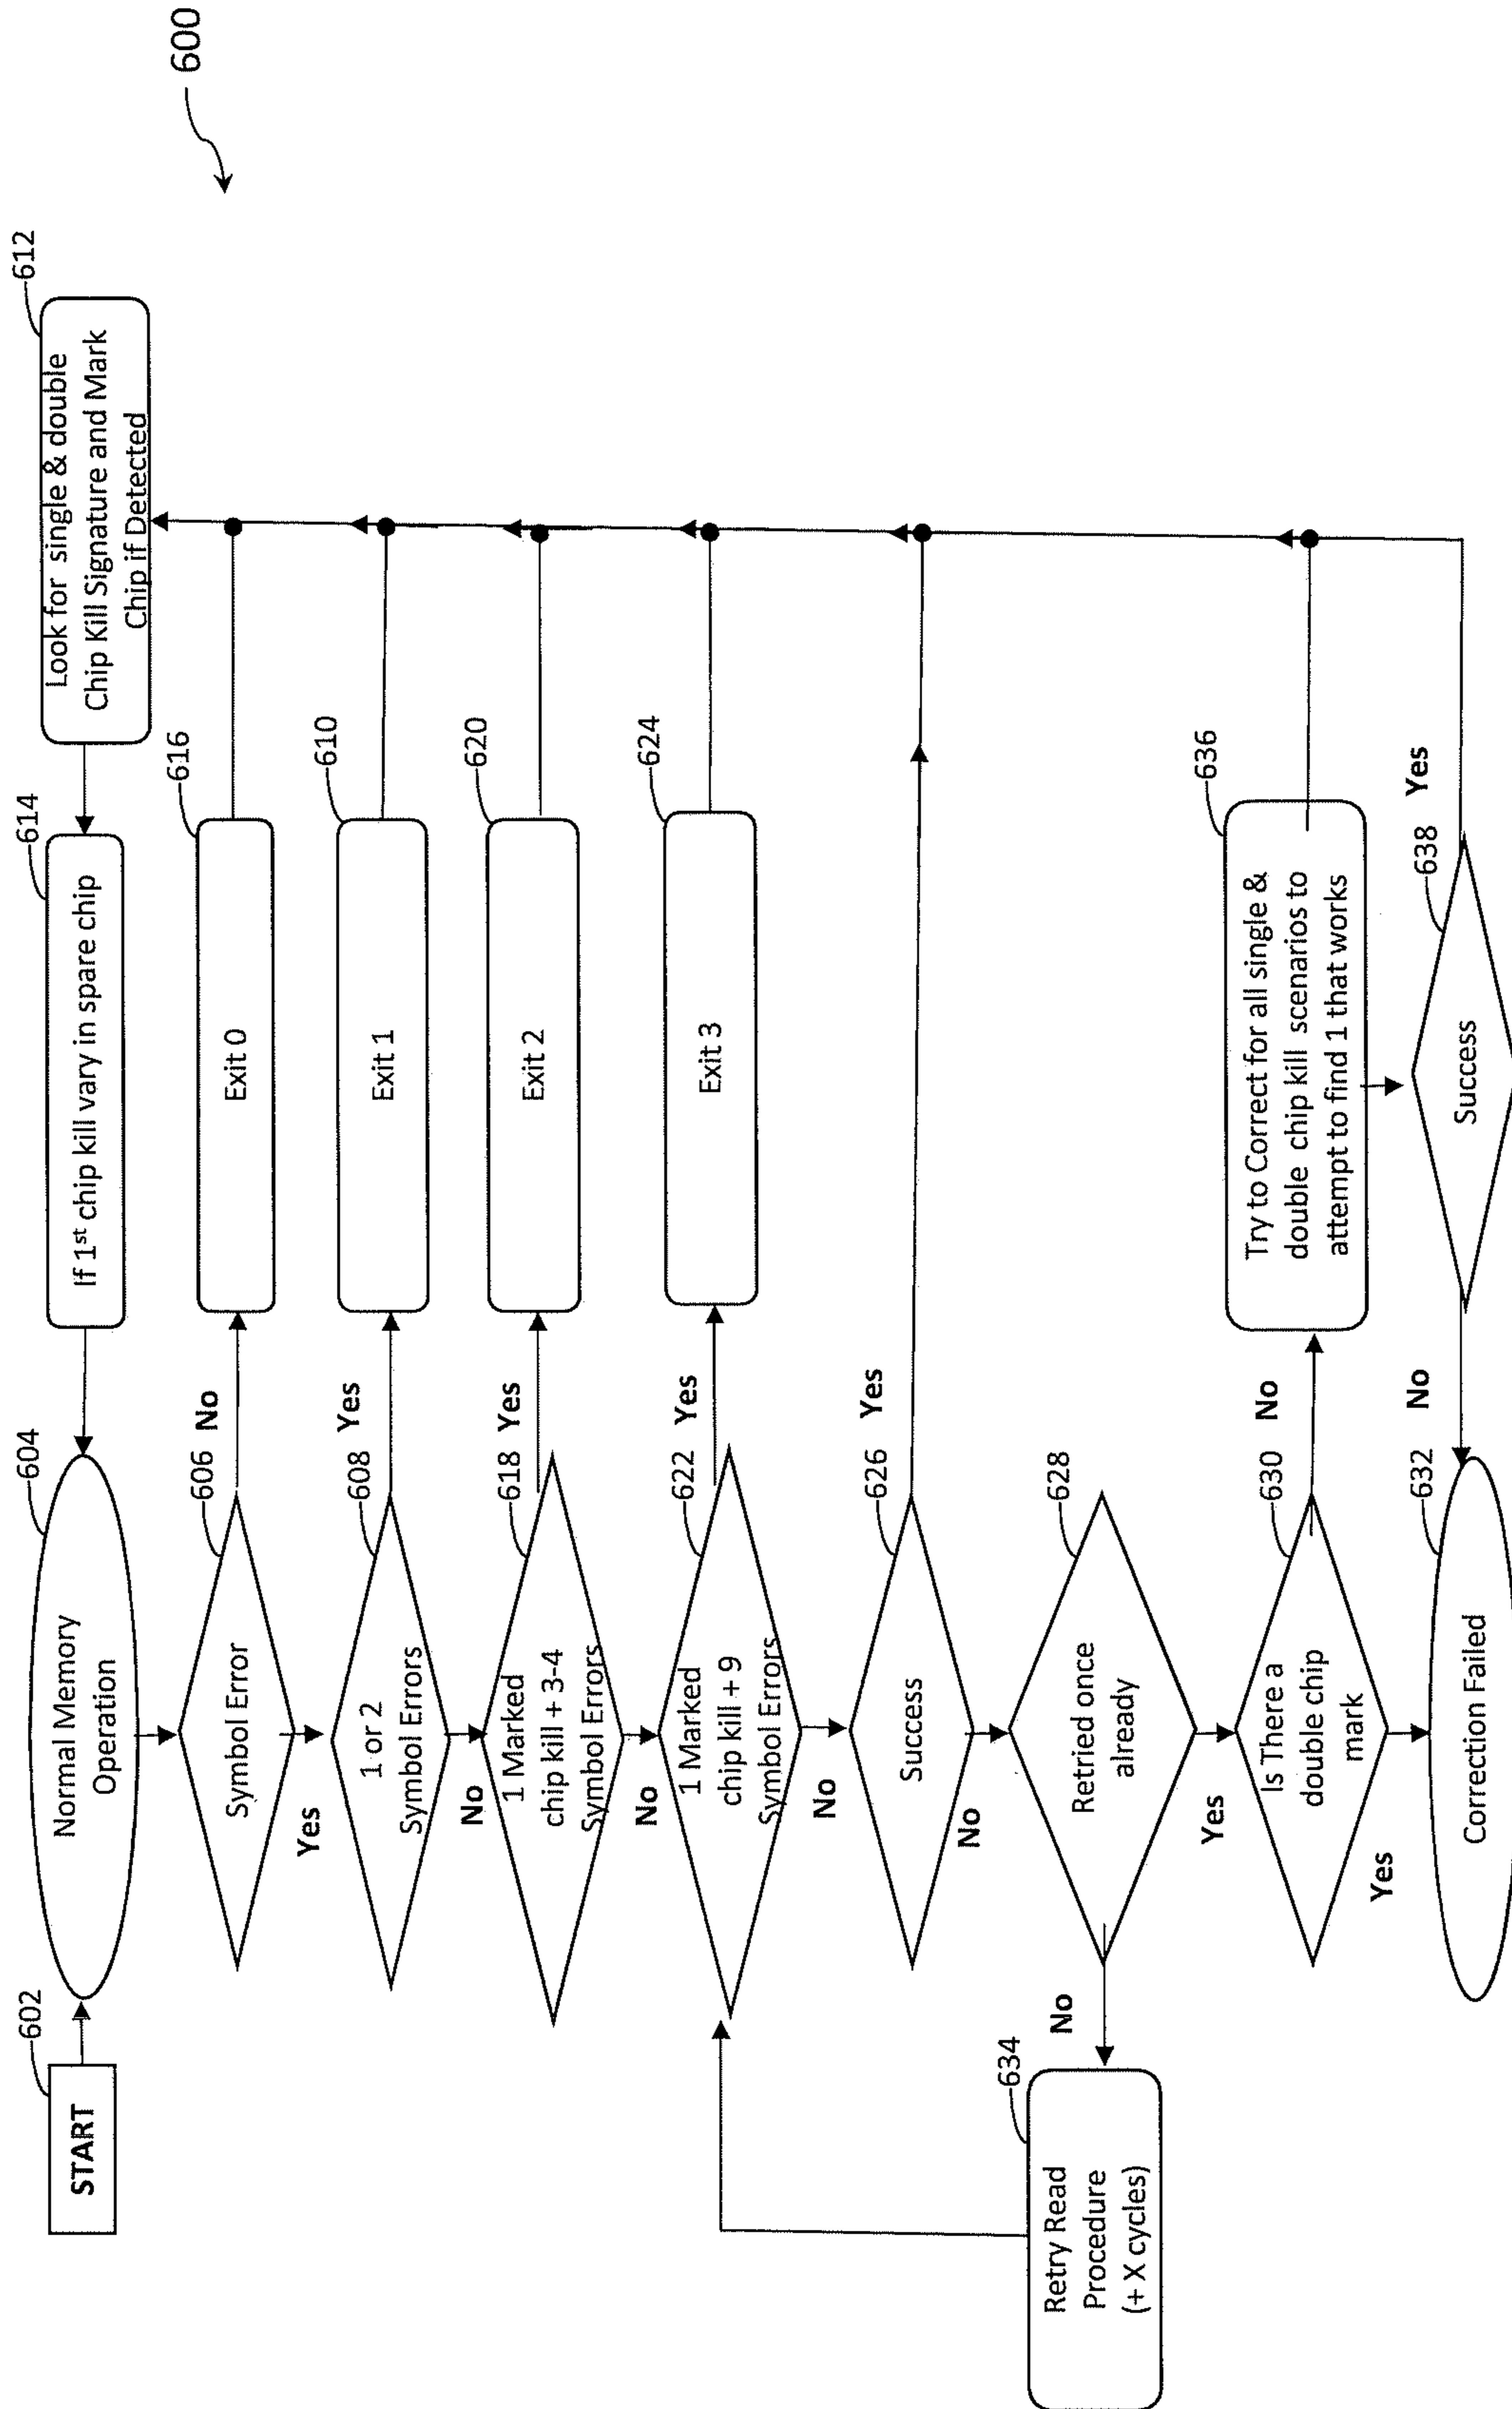 600
602
START
604
Normal Memory
Operation
614
If 1st chip kill vary in spare chip
612
Look for single & double
Chip Kill Signature and Mark
Chip if Detected
606
Symbol Error
No
616
Exit 0
Yes
608
1 or 2
Symbol Errors
Yes
610
Exit 1
No
618
1 Marked
chip kill + 3-4
Symbol Errors
Yes
620
Exit 2
No
622
1 Marked
chip kill + 9
Symbol Errors
Yes
624
Exit 3
No
626
Success
Yes
No
628
Retried once
already
No
634
Retry Read
Procedure
(+ X cycles)
Yes
630
Is There a
double chip
mark
No
636
Try to Correct for all single &
double chip kill scenarios to
attempt to find 1 that works
Yes
632
Correction Failed
No
638
Success
Yes